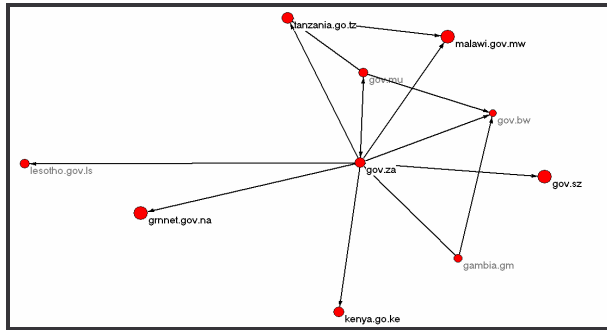 tanzania.go.tz
malawi.gov.mw
gov.mu
gov.bw
lesotho.gov.ls
gov.za
gov.sz
grnnet.gov.na
gambia.gm
kenya.go.ke